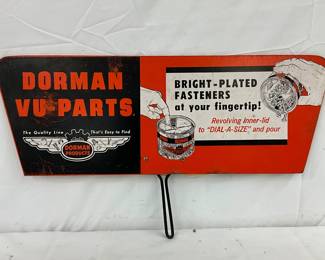 DORMAN
VU-PARTS
The Quality Line That's Easy to Find
DORMAN
PRODUCTS
BRIGHT-PLATED
FASTENERS
at your fingertip!
Revolving inner-lid
to "DIAL-A-SIZE" and pour